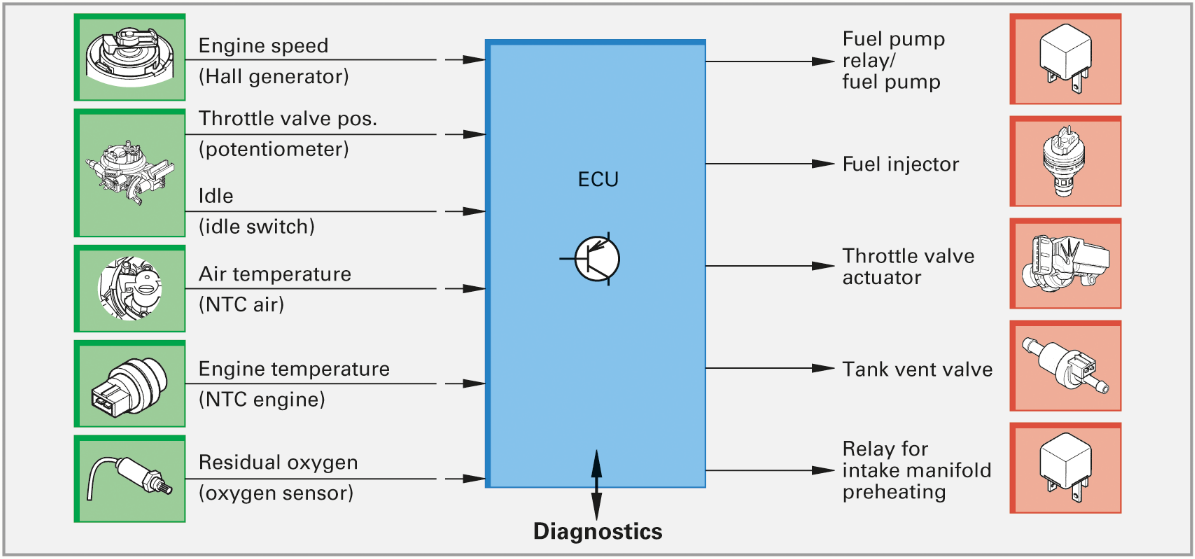 Engine speed
(Hall generator)
Throttle valve pos.
(potentiometer)
Idle
(idle switch)
Air temperature
(NTC air)
Engine temperature
(NTC engine)
Residual oxygen
(oxygen sensor)
ECU
Diagnostics
Fuel pump
relay/
fuel pump
Fuel injector
Throttle valve
actuator
Tank vent valve
Relay for
intake manifold
preheating